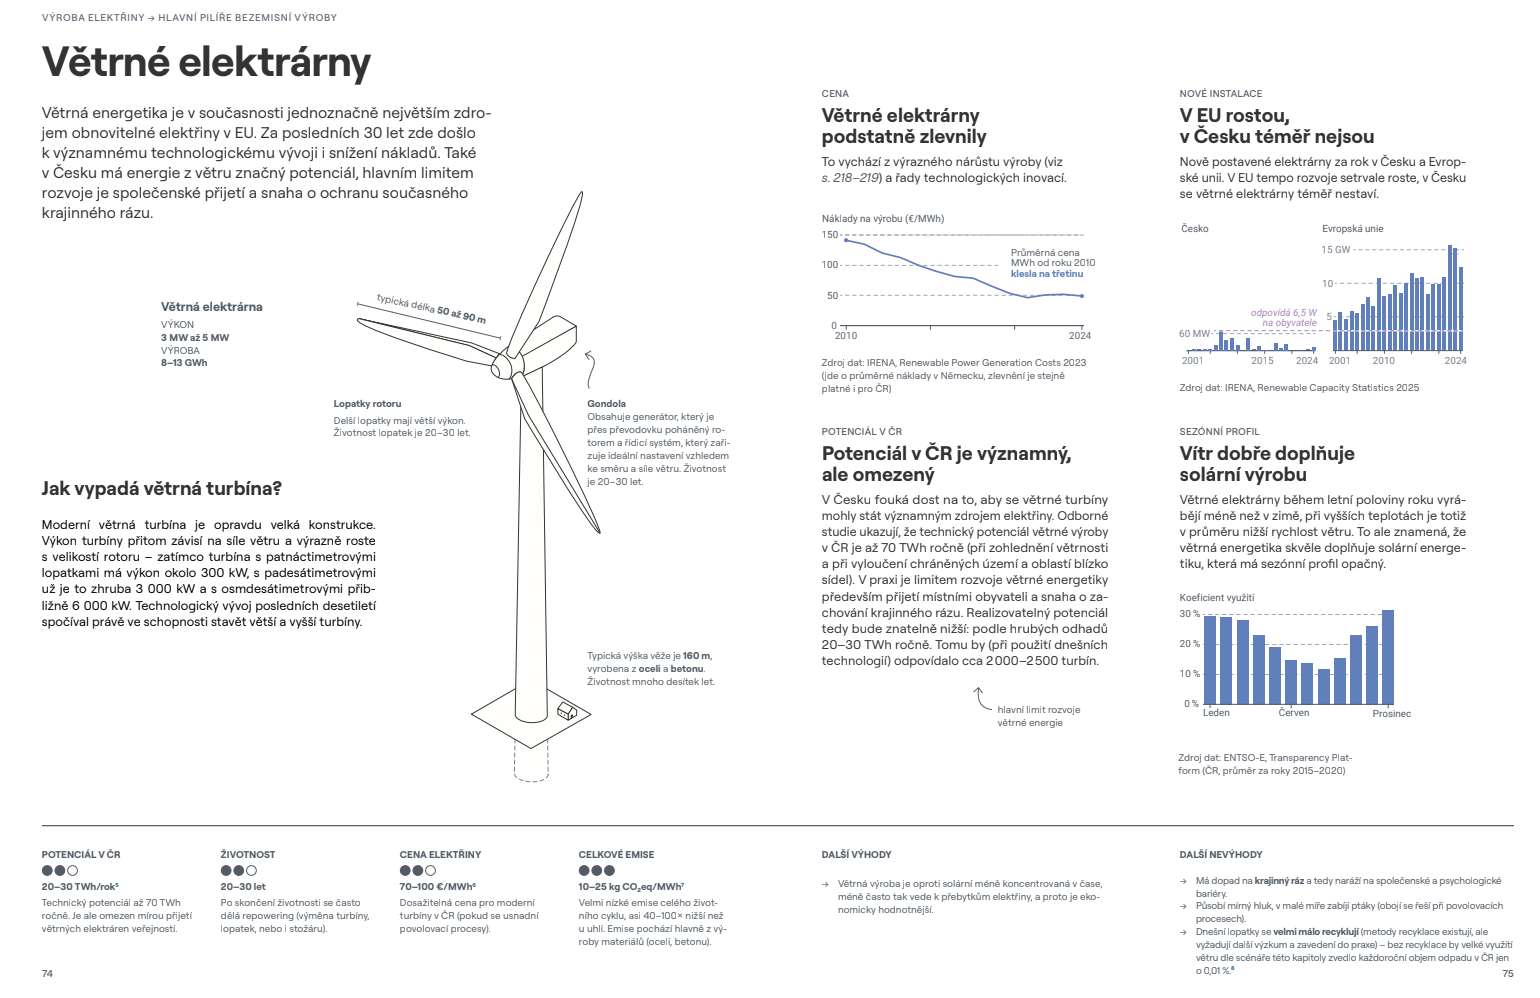 VÝROBA ELEKTŘINY → HLAVNÍ PILÍŘE BEZEMISNÍ VÝROBY
Větrné elektrárny
Větrná energetika je v současnosti jednoznačně největším zdro-
jem obnovitelné elektřiny v EU. Za posledních 30 let zde došlo
k významnému technologickému vývoji i snížení nákladů. Také
v Česku má energie z větru značný potenciál, hlavním limitem
rozvoje je společenské přijetí a snaha o ochranu současného
krajinného rázu.
Větrná elektrárna
VÝKON
3 MW až 5 MW
VÝROBA
8–13 GWh
typická délka 50 až 90 m
Lopatky rotoru
Delší lopatky mají větší výkon.
Životnost lopatek je 20–30 let.
Gondola
Obsahuje generátor, který je
přes převodovku poháněný ro-
torem a řídicí systém, který zaři-
zuje ideální nastavení vzhledem
ke směru a síle větru. Životnost
je 20–30 let.
Jak vypadá větrná turbína?
Moderní větrná turbína je opravdu velká konstrukce.
Výkon turbíny přitom závisí na síle větru a výrazně roste
s velikostí rotoru – zatímco turbína s patnáctimetrovými
lopatkami má výkon okolo 300 kW, s padesátimetrovými
už je to zhruba 3 000 kW a s osmdesátimetrovými přib-
ližně 6 000 kW. Technologický vývoj posledních desetiletí
spočíval právě ve schopnosti stavět větší a vyšší turbíny.
Typická výška věže je 160 m,
vyrobena z oceli a betonu.
Životnost mnoho desítek let.
CENA
Větrné elektrárny
podstatně zlevnily
To vychází z výrazného nárůstu výroby (viz
s. 218–219) a řady technologických inovací.
Náklady na výrobu (€/MWh)
150
100
50
0
2010
2024
Průměrná cena
MWh od roku 2010
klesla na třetinu
Zdroj dat: IRENA, Renewable Power Generation Costs 2023
(jde o průměrné náklady v Německu, zlevnění je stejně
platné i pro ČR)
NOVÉ INSTALACE
V EU rostou,
v Česku téměř nejsou
Nově postavené elektrárny za rok v Česku a Evrop-
ské unii. V EU tempo rozvoje setrvale roste, v Česku
se větrné elektrárny téměř nestaví.
Česko
Evropská unie
15 GW
10
5
odpovídá 6,5 W
na obyvatele
60 MW
2001
2015
2024
2001
2010
2024
Zdroj dat: IRENA, Renewable Capacity Statistics 2025
POTENCIÁL V ČR
Potenciál v ČR je významný,
ale omezený
V Česku fouká dost na to, aby se větrné turbíny
mohly stát významným zdrojem elektřiny. Odborné
studie ukazují, že technický potenciál větrné výroby
v ČR je až 70 TWh ročně (při zohlednění větrnosti
a při vyloučení chráněných území a oblastí blízko
sídel). V praxi je limitem rozvoje větrné energetiky
především přijetí místními obyvateli a snaha o za-
chování krajinného rázu. Realizovatelný potenciál
tedy bude znatelně nižší: podle hrubých odhadů
20–30 TWh ročně. Tomu by (při použití dnešních
technologií) odpovídalo cca 2 000–2 500 turbín.
hlavní limit rozvoje
větrné energie
SEZÓNNÍ PROFIL
Vítr dobře doplňuje
solární výrobu
Větrné elektrárny během letní poloviny roku vyrá-
bějí méně než v zimě, při vyšších teplotách je totiž
v průměru nižší rychlost větru. To ale znamená, že
větrná energetika skvěle doplňuje solární energe-
tiku, která má sezónní profil opačný.
Koeficient využití
30 %
20 %
10 %
0 %
Leden
Červen
Prosinec
Zdroj dat: ENTSO-E, Transparency Plat-
form (ČR, průměr za roky 2015–2020)
POTENCIÁL V ČR
20–30 TWh/rok⁵
Technický potenciál až 70 TWh
ročně. Je ale omezen mírou přijetí
větrných elektráren veřejností.
ŽIVOTNOST
20–30 let
Po skončení životnosti se často
dělá repowering (výměna turbíny,
lopatek, nebo i stožáru).
CENA ELEKTŘINY
70–100 €/MWh⁶
Dosažitelná cena pro moderní
turbíny v ČR (pokud se usnadní
povolovací procesy).
CELKOVÉ EMISE
10–25 kg CO₂eq/MWh⁷
Velmi nízké emise celého život-
ního cyklu, asi 40–100× nižší než
u uhlí. Emise pochází hlavně z vý-
roby materiálů (oceli, betonu).
DALŠÍ VÝHODY
→ Větrná výroba je oproti solární méně koncentrovaná v čase,
méně často tak vede k přebytkům elektřiny, a proto je eko-
nomicky hodnotnější.
DALŠÍ NEVÝHODY
→ Má dopad na krajinný ráz a tedy naráží na společenské a psychologické
bariéry.
→ Působí mírný hluk, v malé míře zabíjí ptáky (obojí se řeší při povolovacích
procesech).
→ Dnešní lopatky se velmi málo recyklují (metody recyklace existují, ale
vyžadují další výzkum a zavedení do praxe) – bez recyklace by velké využití
větru dle scénáře této kapitoly zvedlo každoroční objem odpadu v ČR jen
o 0,01 %.⁸
74
75